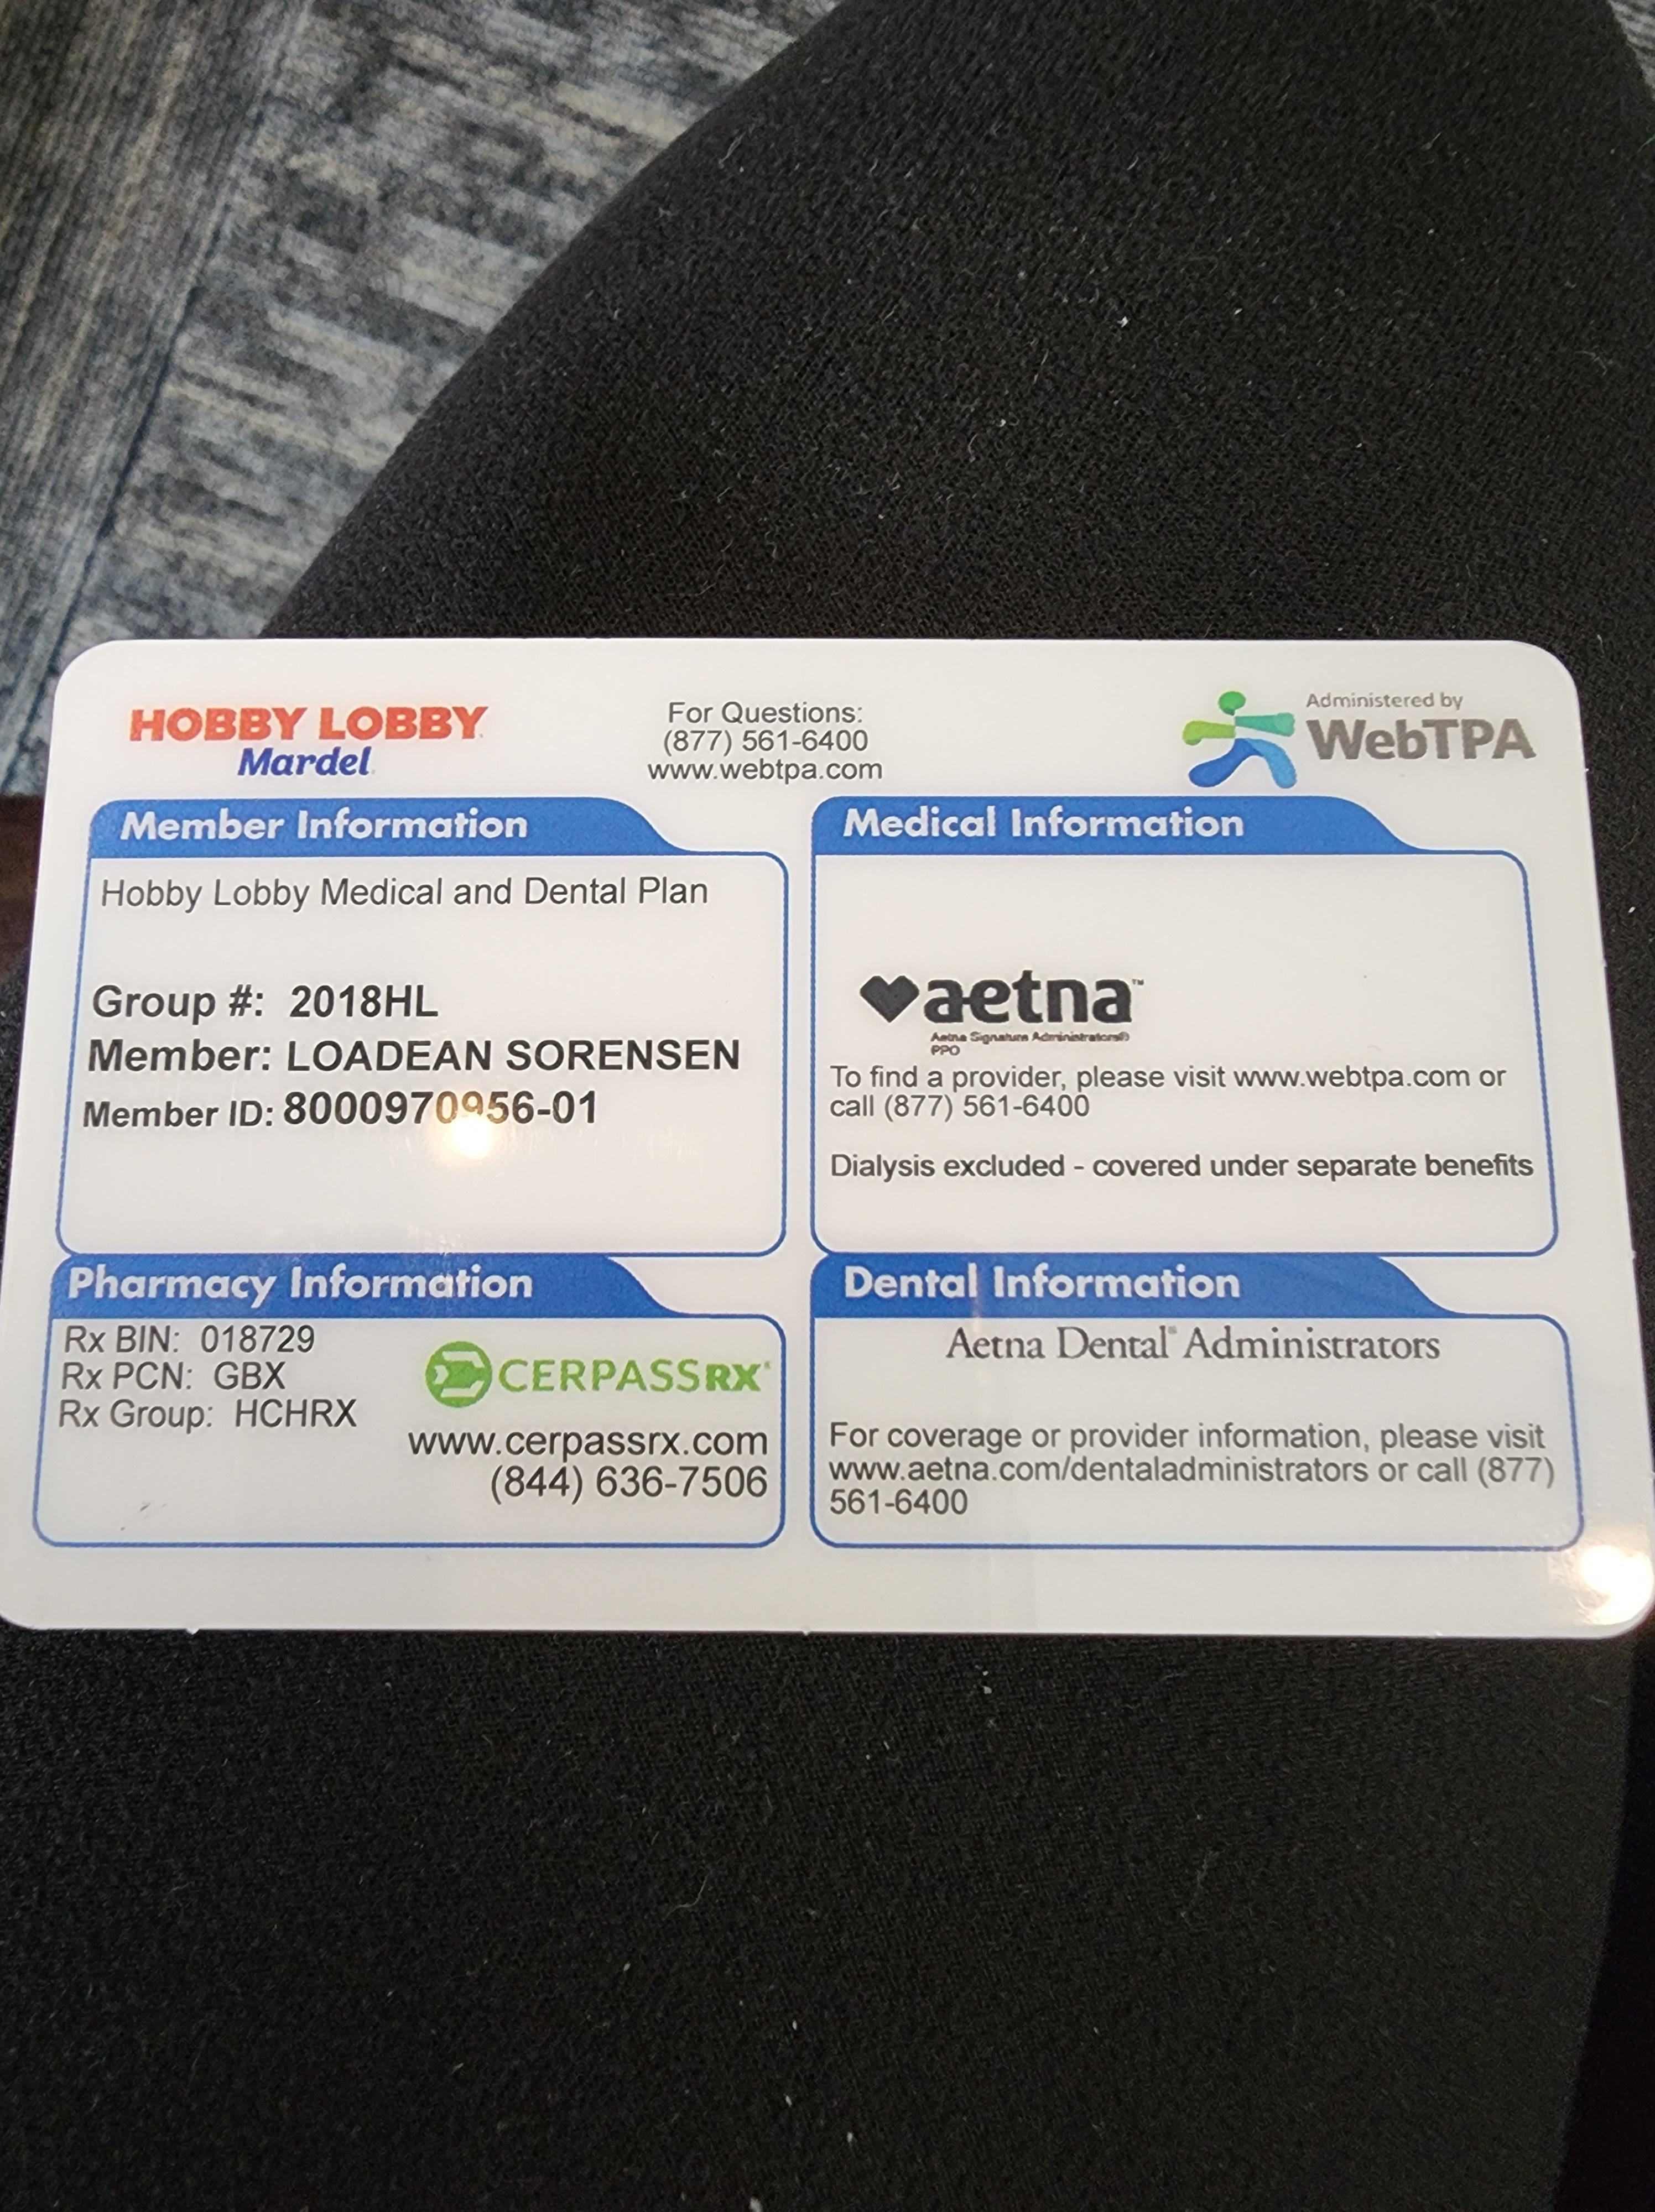 HOBBY LOBBY
Mardel
For Questions:
(877) 561-6400
www.webtpa.com
Administered by
WebTPA
Member Information
Hobby Lobby Medical and Dental Plan
Group #: 2018HL
Member: LOADEAN SORENSEN
Member ID: 8000970956-01
Medical Information
aetna™
Aetna Signature Administrators®
PPO
To find a provider, please visit www.webtpa.com or
call (877) 561-6400
Dialysis excluded - covered under separate benefits
Pharmacy Information
Rx BIN: 018729
Rx PCN: GBX
Rx Group: HCHRX
CERPASSRX®
www.cerpassrx.com
(844) 636-7506
Dental Information
Aetna Dental® Administrators
For coverage or provider information, please visit
www.aetna.com/dentaladministrators or call (877)
561-6400